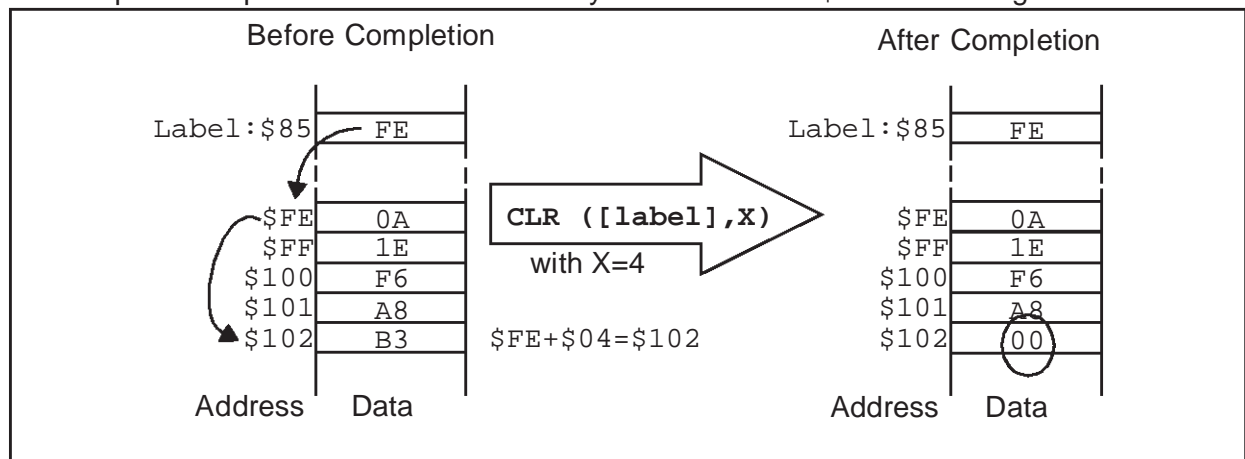 Before Completion
After Completion
Label:$85 FE
Label:$85 FE
$FE 0A
$FF 1E
$100 F6
$101 A8
$102 B3
CLR ([label],X)
with X=4
$FE+$04=$102
$FE 0A
$FF 1E
$100 F6
$101 A8
$102 00
Address Data
Address Data